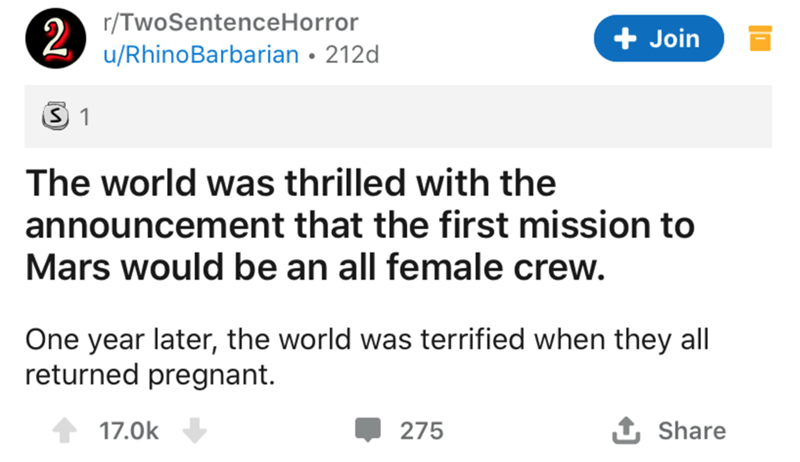 2
r/TwoSentenceHorror
u/RhinoBarbarian • 212d
+ Join
S 1
The world was thrilled with the
announcement that the first mission to
Mars would be an all female crew.
One year later, the world was terrified when they all
returned pregnant.
17.0k 275 Share